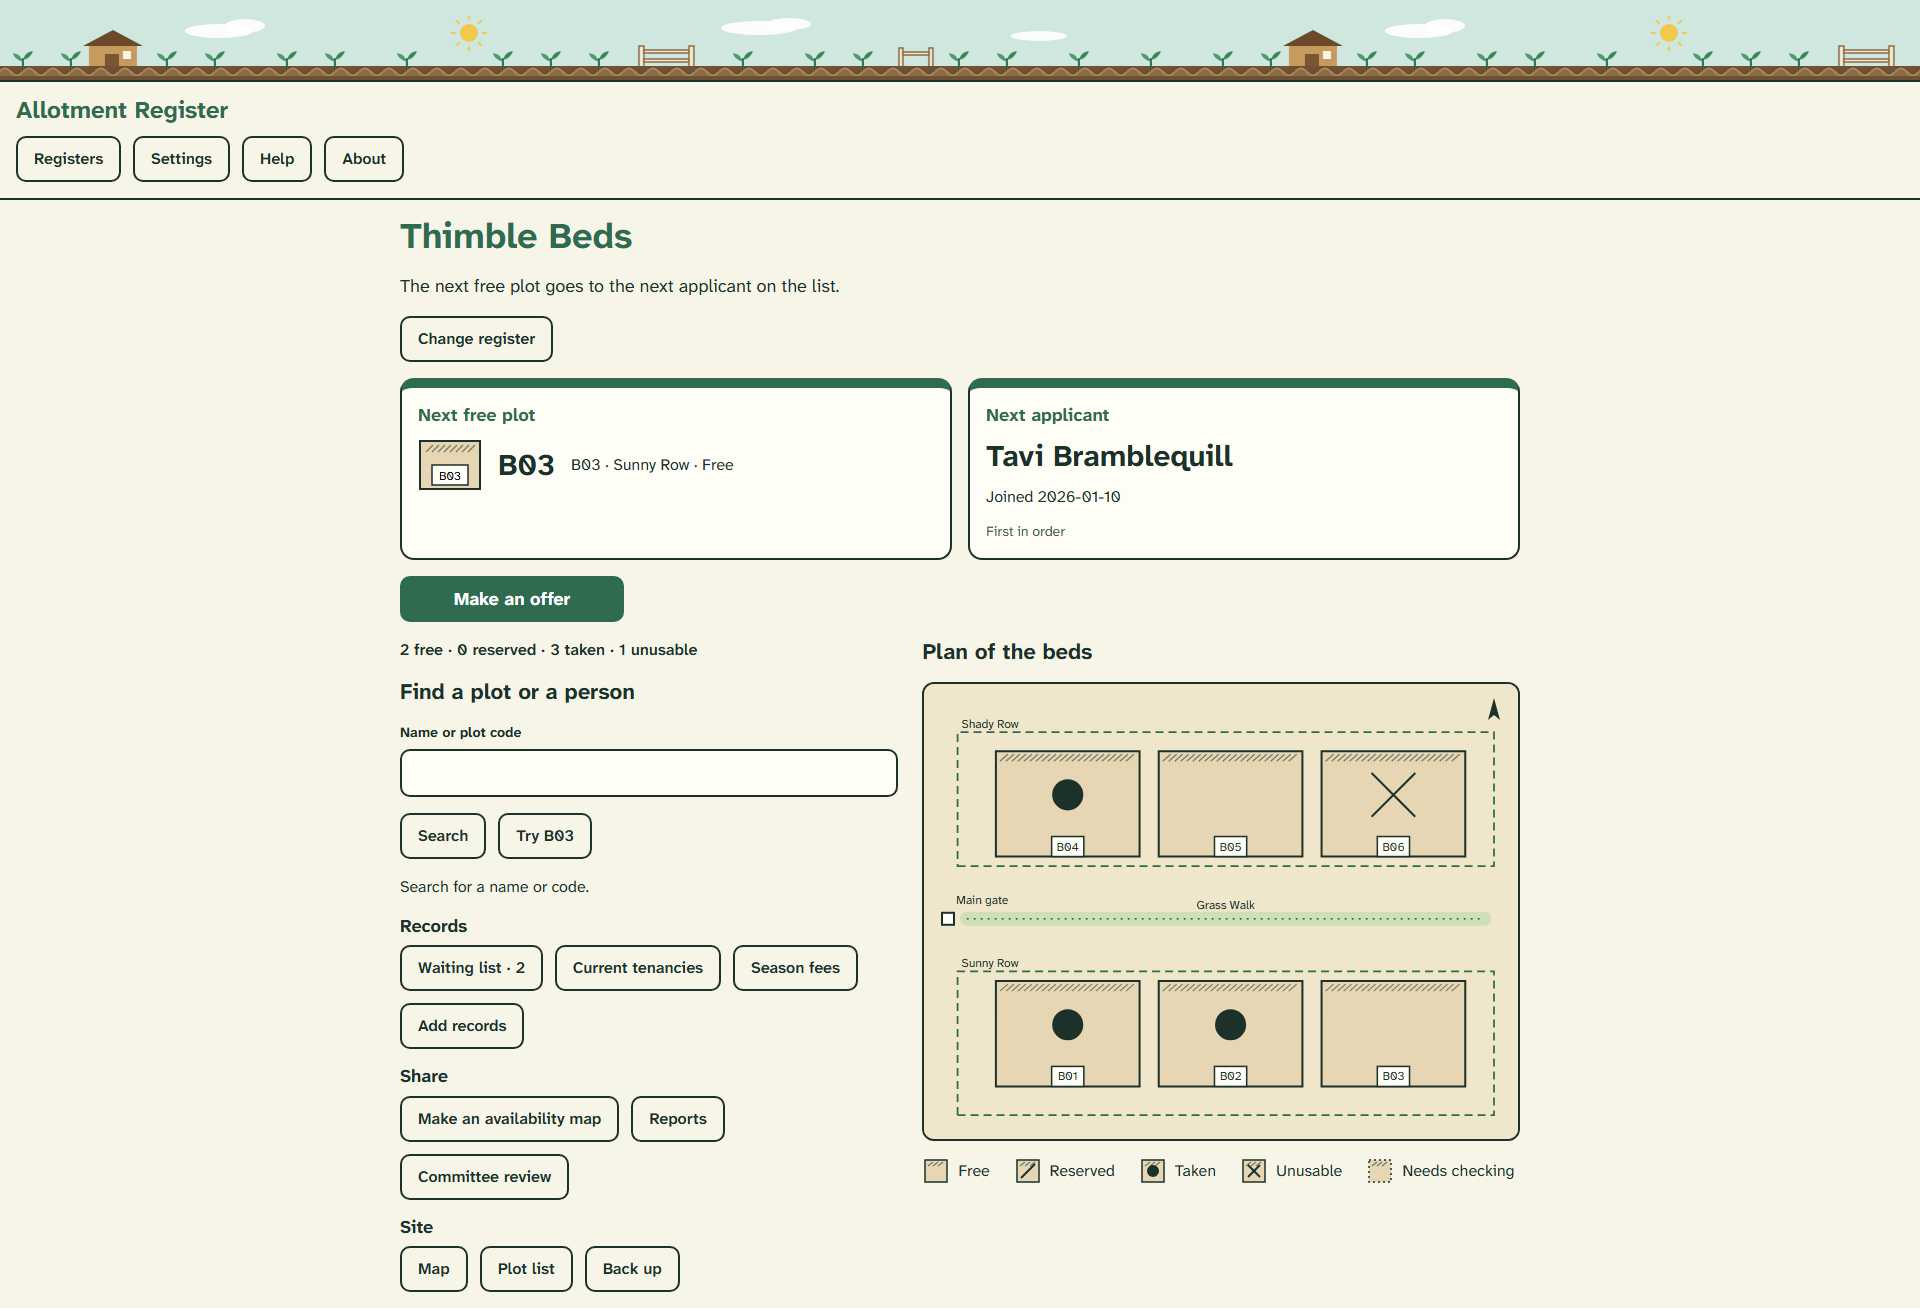 Allotment Register
Registers
Settings
Help
About
Thimble Beds
The next free plot goes to the next applicant on the list.
Change register
Next free plot
B03
B03
B03 · Sunny Row · Free
Next applicant
Tavi Bramblequill
Joined 2026-01-10
First in order
Make an offer
2 free · 0 reserved · 3 taken · 1 unusable
Find a plot or a person
Name or plot code
Search
Try B03
Search for a name or code.
Records
Waiting list · 2
Current tenancies
Season fees
Add records
Share
Make an availability map
Reports
Committee review
Site
Map
Plot list
Back up
Plan of the beds
Shady Row
B04
B05
B06
Main gate
Grass Walk
Sunny Row
B01
B02
B03
Free
Reserved
Taken
Unusable
Needs checking